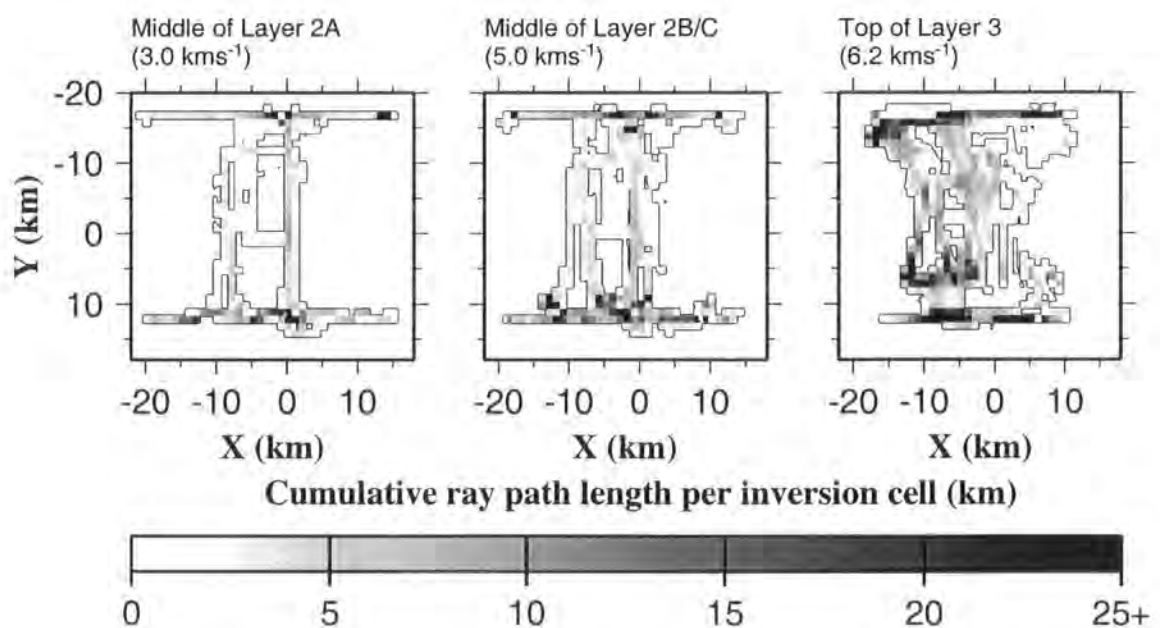 Middle of Layer 2A
(3.0 kms⁻¹)
Middle of Layer 2B/C
(5.0 kms⁻¹)
Top of Layer 3
(6.2 kms⁻¹)
-20
-10
0
10
Y (km)
-20 -10 0 10
-20 -10 0 10
-20 -10 0 10
X (km)
X (km)
X (km)
Cumulative ray path length per inversion cell (km)
0 5 10 15 20 25+